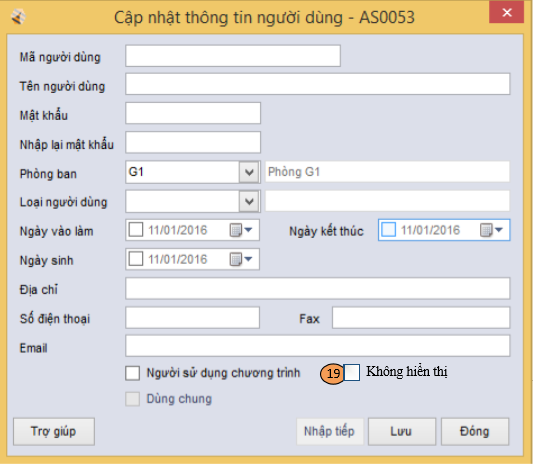 Cập nhật thông tin người dùng - AS0053
Mã người dùng
Tên người dùng
Mật khẩu
Nhập lại mật khẩu
Phòng ban G1 Phòng G1
Loại người dùng
Ngày vào làm 11/01/2016 Ngày kết thúc 11/01/2016
Ngày sinh 11/01/2016
Địa chỉ
Số điện thoại Fax
Email
Người sử dụng chương trình 19 Không hiển thị
Dùng chung
Trợ giúp Nhập tiếp Lưu Đóng